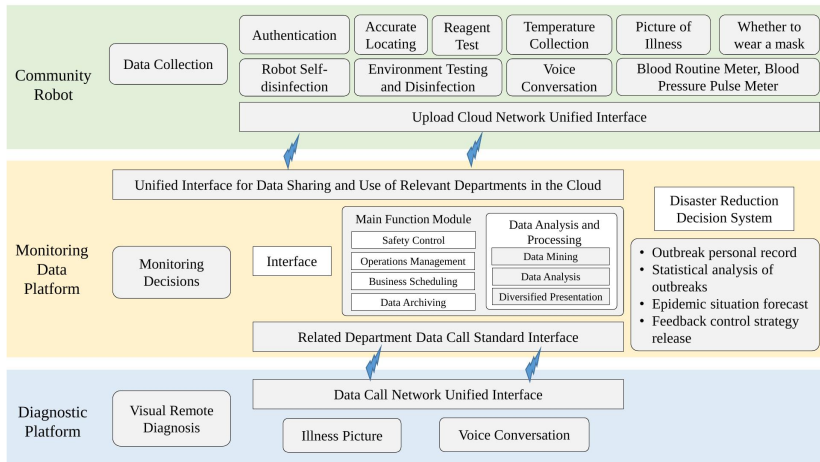 Community
Robot
Data Collection
Authentication
Accurate
Locating
Reagent
Test
Temperature
Collection
Picture of
Illness
Whether to
wear a mask
Robot Self-
disinfection
Environment Testing
and Disinfection
Voice
Conversation
Blood Routine Meter, Blood
Pressure Pulse Meter
Upload Cloud Network Unified Interface
Monitoring
Data
Platform
Unified Interface for Data Sharing and Use of Relevant Departments in the Cloud
Monitoring
Decisions
Interface
Main Function Module
Safety Control
Operations Management
Business Scheduling
Data Archiving
Data Analysis and
Processing
Data Mining
Data Analysis
Diversified Presentation
Related Department Data Call Standard Interface
Disaster Reduction
Decision System
• Outbreak personal record
• Statistical analysis of
outbreaks
• Epidemic situation forecast
• Feedback control strategy
release
Diagnostic
Platform
Visual Remote
Diagnosis
Data Call Network Unified Interface
Illness Picture
Voice Conversation